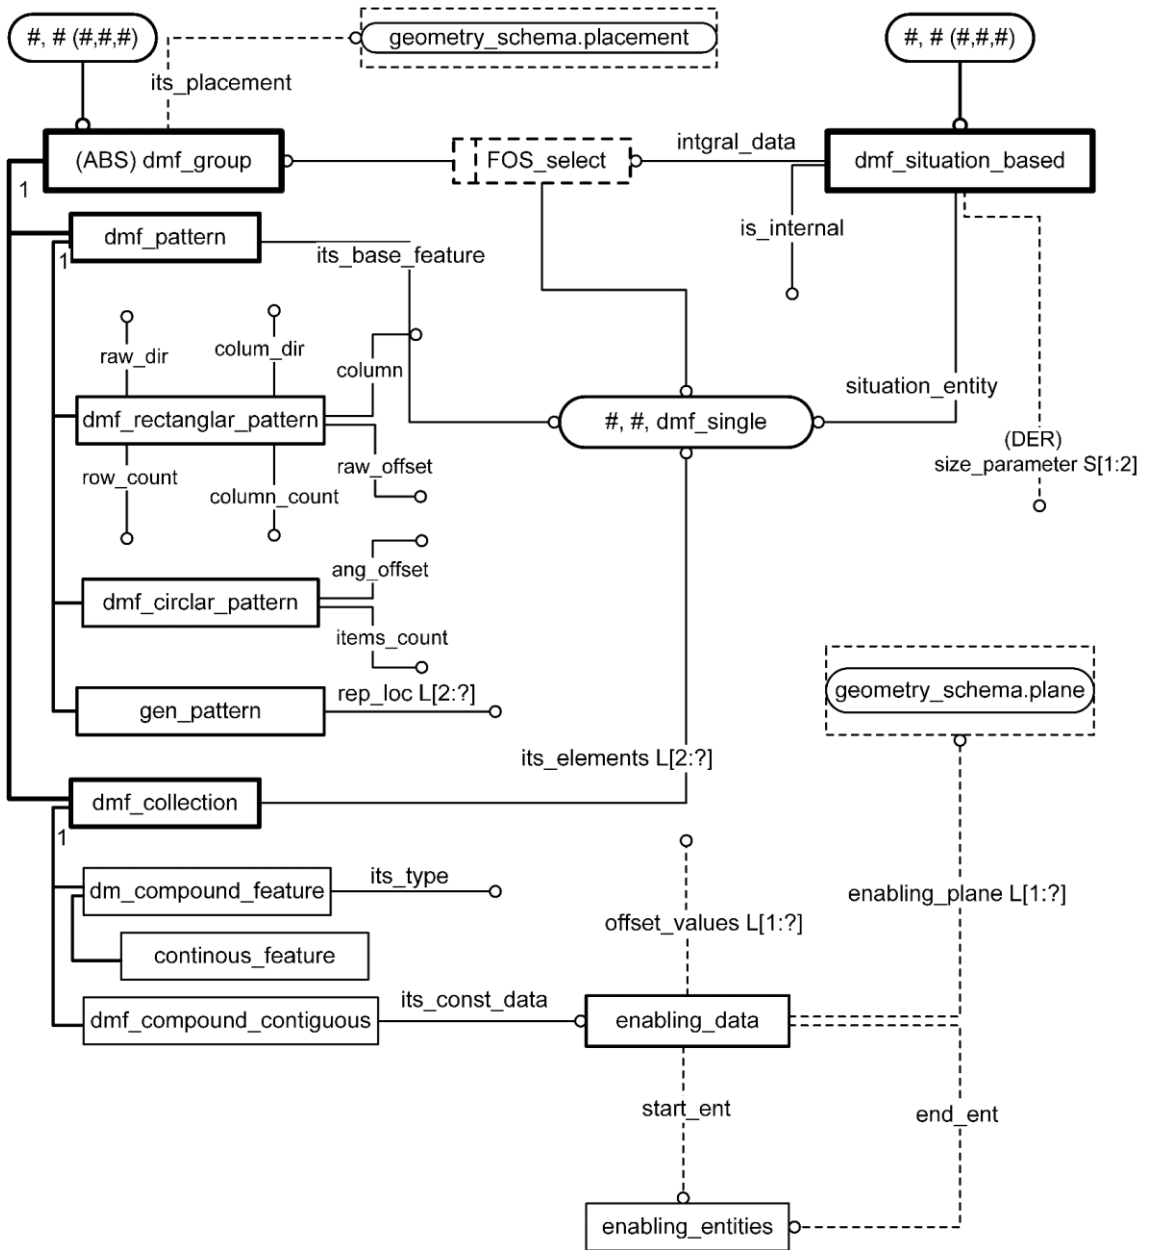 #, # (#,#,#)
geometry_schema.placement
#, # (#,#,#)
its_placement
(ABS) dmf_group
FOS_select
intgral_data
dmf_situation_based
1
dmf_pattern
its_base_feature
is_internal
1
raw_dir
colum_dir
column
dmf_rectanglar_pattern
#, #, dmf_single
situation_entity
row_count
column_count
raw_offset
(DER)
size_parameter S[1:2]
ang_offset
dmf_circlar_pattern
items_count
rep_loc L[2:?]
gen_pattern
geometry_schema.plane
its_elements L[2:?]
dmf_collection
1
its_type
dm_compound_feature
enabling_plane L[1:?]
offset_values L[1:?]
continous_feature
its_const_data
dmf_compound_contiguous
enabling_data
start_ent
end_ent
enabling_entities